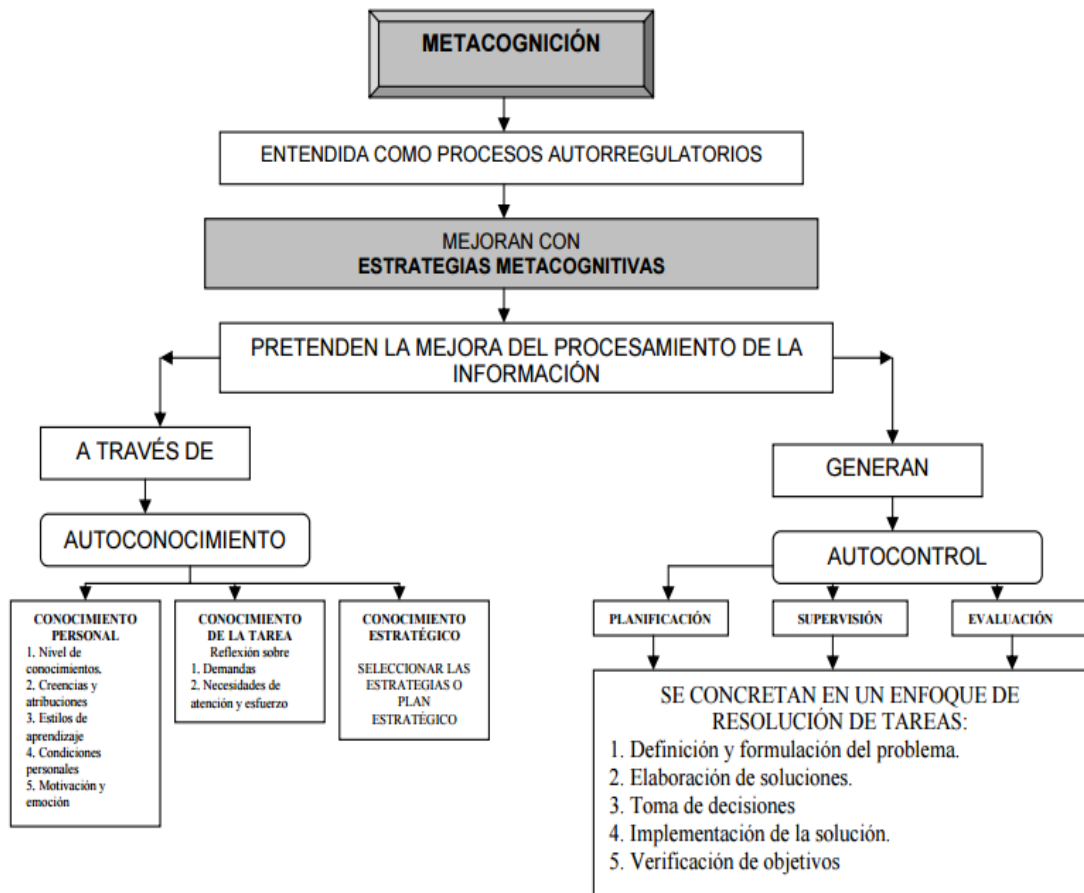 METACOGNICIÓN
ENTENDIDA COMO PROCESOS AUTORREGULATORIOS
MEJORAN CON
ESTRATEGIAS METACOGNITIVAS
PRETENDEN LA MEJORA DEL PROCESAMIENTO DE LA
INFORMACIÓN
A TRAVÉS DE
AUTOCONOCIMIENTO
CONOCIMIENTO
PERSONAL
1. Nivel de
conocimientos.
2. Creencias y
atribuciones
3. Estilos de
aprendizaje
4. Condiciones
personales
5. Motivación y
emoción
CONOCIMIENTO
DE LA TAREA
Reflexión sobre
1. Demandas
2. Necesidades de
atención y esfuerzo
CONOCIMIENTO
ESTRATÉGICO
SELECCIONAR LAS
ESTRATEGIAS O
PLAN
ESTRATÉGICO
GENERAN
AUTOCONTROL
PLANIFICACIÓN
SUPERVISIÓN
EVALUACIÓN
SE CONCRETAN EN UN ENFOQUE DE
RESOLUCIÓN DE TAREAS:
1. Definición y formulación del problema.
2. Elaboración de soluciones.
3. Toma de decisiones
4. Implementación de la solución.
5. Verificación de objetivos